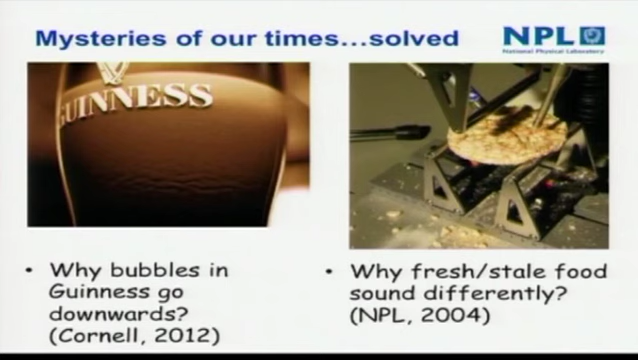 Mysteries of our times...solved
NPL
National Physical Laboratory
GUINNESS
• Why bubbles in
Guinness go
downwards?
(Cornell, 2012)
• Why fresh/stale food
sound differently?
(NPL, 2004)